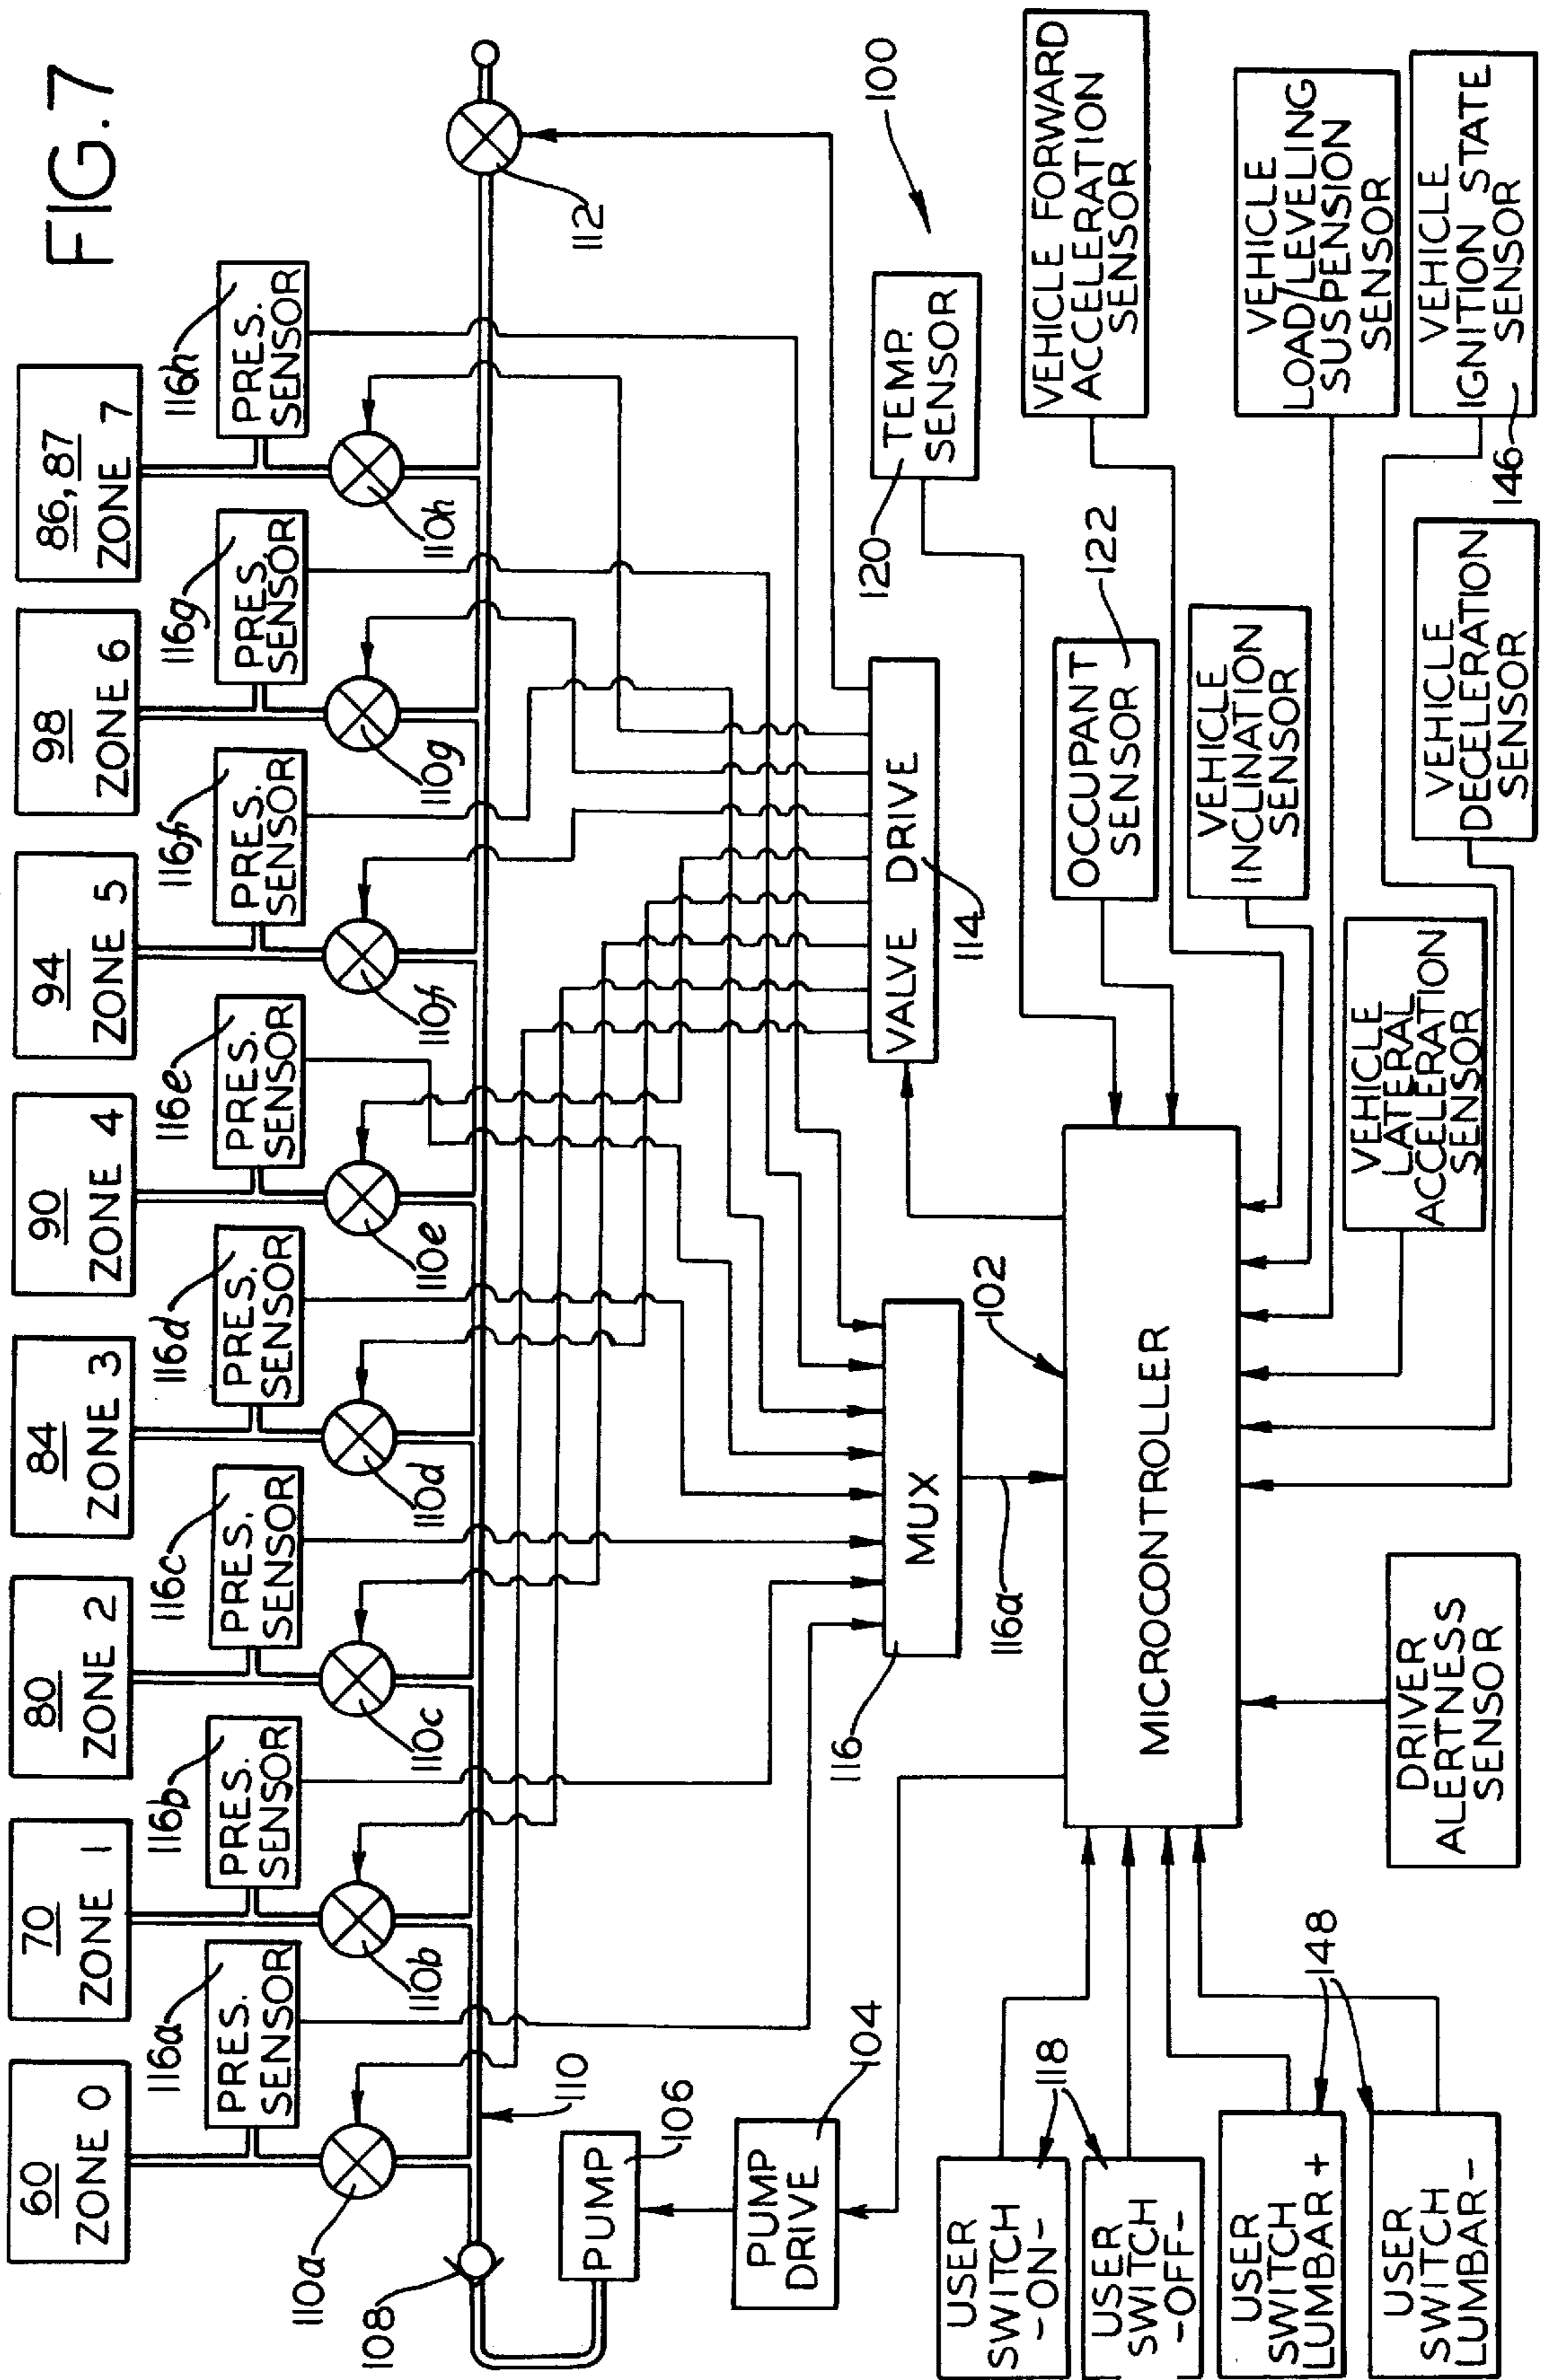 FIG. 7
60
ZONE 0
70
ZONE 1
80
ZONE 2
84
ZONE 3
90
ZONE 4
94
ZONE 5
98
ZONE 6
86, 87
ZONE 7
116a
PRES.
SENSOR
116b
PRES.
SENSOR
116c
PRES.
SENSOR
116d
PRES.
SENSOR
116e
PRES.
SENSOR
116f
PRES.
SENSOR
116g
PRES.
SENSOR
116h
PRES.
SENSOR
110a
110b
110c
110d
110e
110f
110g
110h
112
108
110
PUMP
106
PUMP
DRIVE
104
116
MUX
116a
VALVE DRIVE
114
120
TEMP.
SENSOR
100
102
MICROCONTROLLER
OCCUPANT
SENSOR
122
VEHICLE FORWARD
ACCELERATION
SENSOR
VEHICLE
INCLINATION
SENSOR
VEHICLE
LOAD/LEVELING
SUSPENSION
SENSOR
VEHICLE
LATERAL
ACCELERATION
SENSOR
VEHICLE
IGNITION STATE
SENSOR
146
VEHICLE
DECELERATION
SENSOR
USER
SWITCH
-ON-
118
USER
SWITCH
-OFF-
USER
SWITCH
LUMBAR +
148
USER
SWITCH
LUMBAR-
DRIVER
ALERTNESS
SENSOR